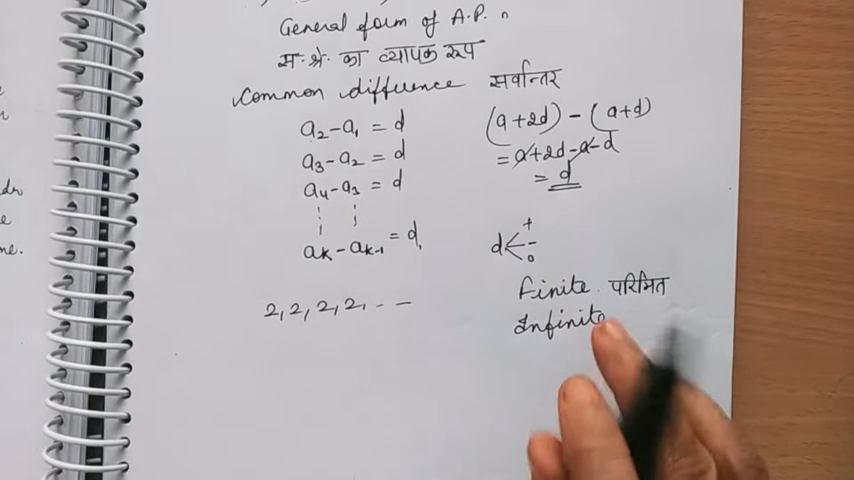 General form of A.P.
स॰ श्रे॰ का व्यापक रूप
Common difference सर्वान्तर
a₂-a₁ = d
a₃-a₂ = d
a₄-a₃ = d
aₖ-aₖ₋₁ = d,
(a+2d) - (a+d)
= a+2d-a-d
= d
d < + - 0
2, 2, 2, 2, - -
Finite. परिमित
Infinite